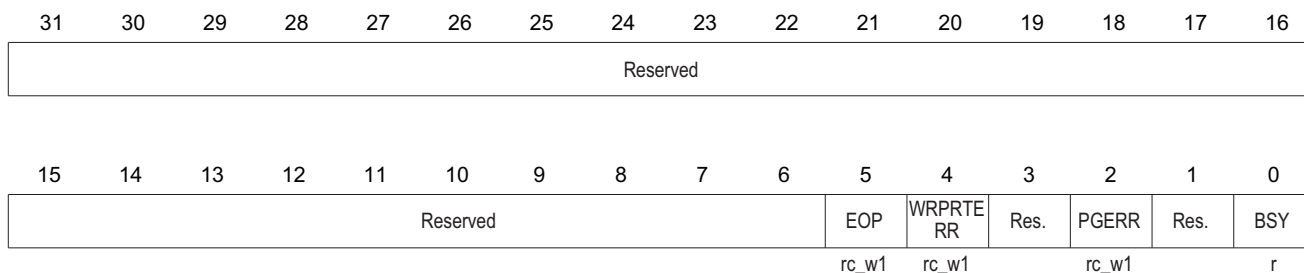 31 30 29 28 27 26 25 24 23 22 21 20 19 18 17 16
Reserved
15 14 13 12 11 10 9 8 7 6 5 4 3 2 1 0
Reserved EOP WRPRTE Res. PGERR Res. BSY
RR
rc_w1 rc_w1 rc_w1 r